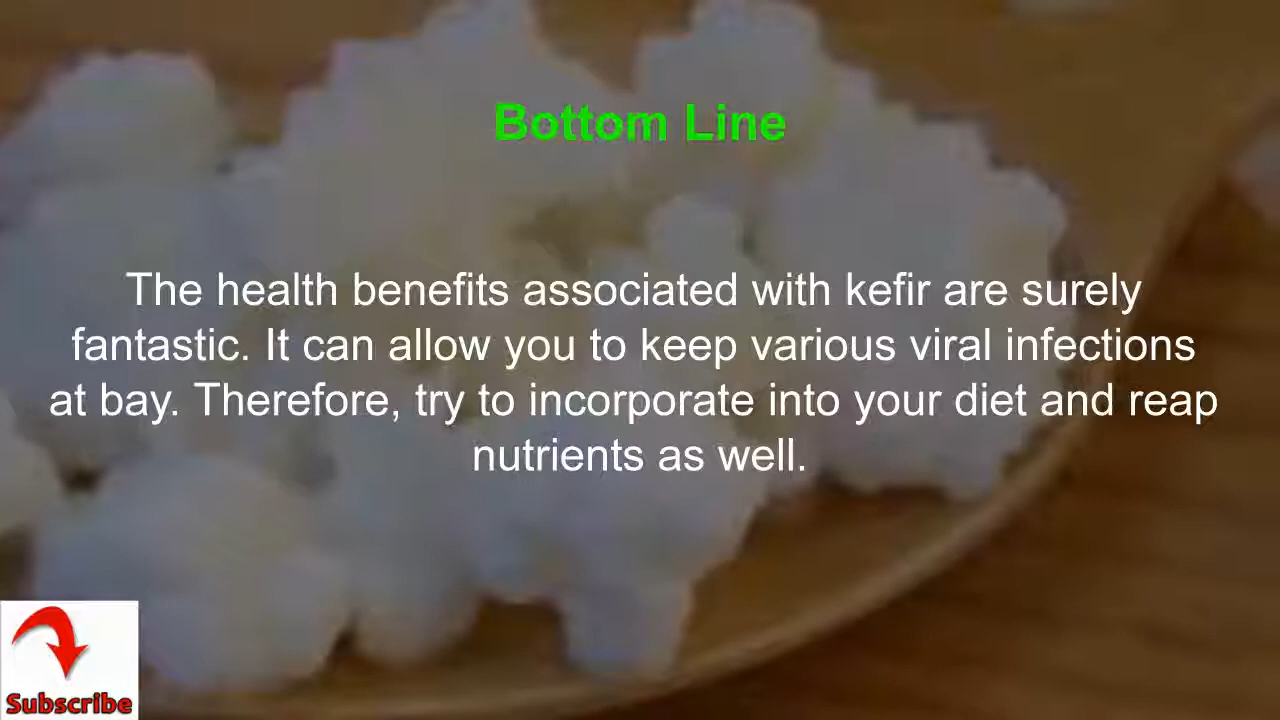 Bottom Line
The health benefits associated with kefir are surely
fantastic. It can allow you to keep various viral infections
at bay. Therefore, try to incorporate into your diet and reap
nutrients as well.
Subscribe